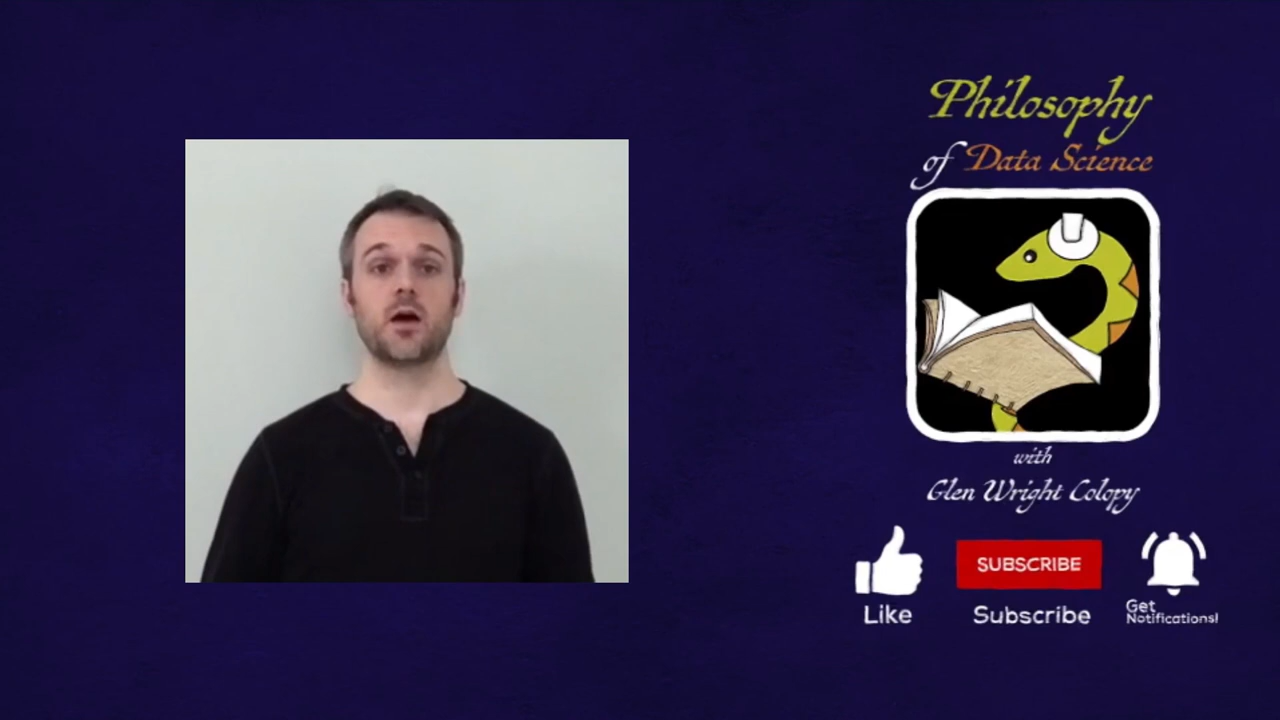 Philosophy
of Data Science
with
Glen Wright Colopy
SUBSCRIBE
Like
Subscribe
Get
Notifications!